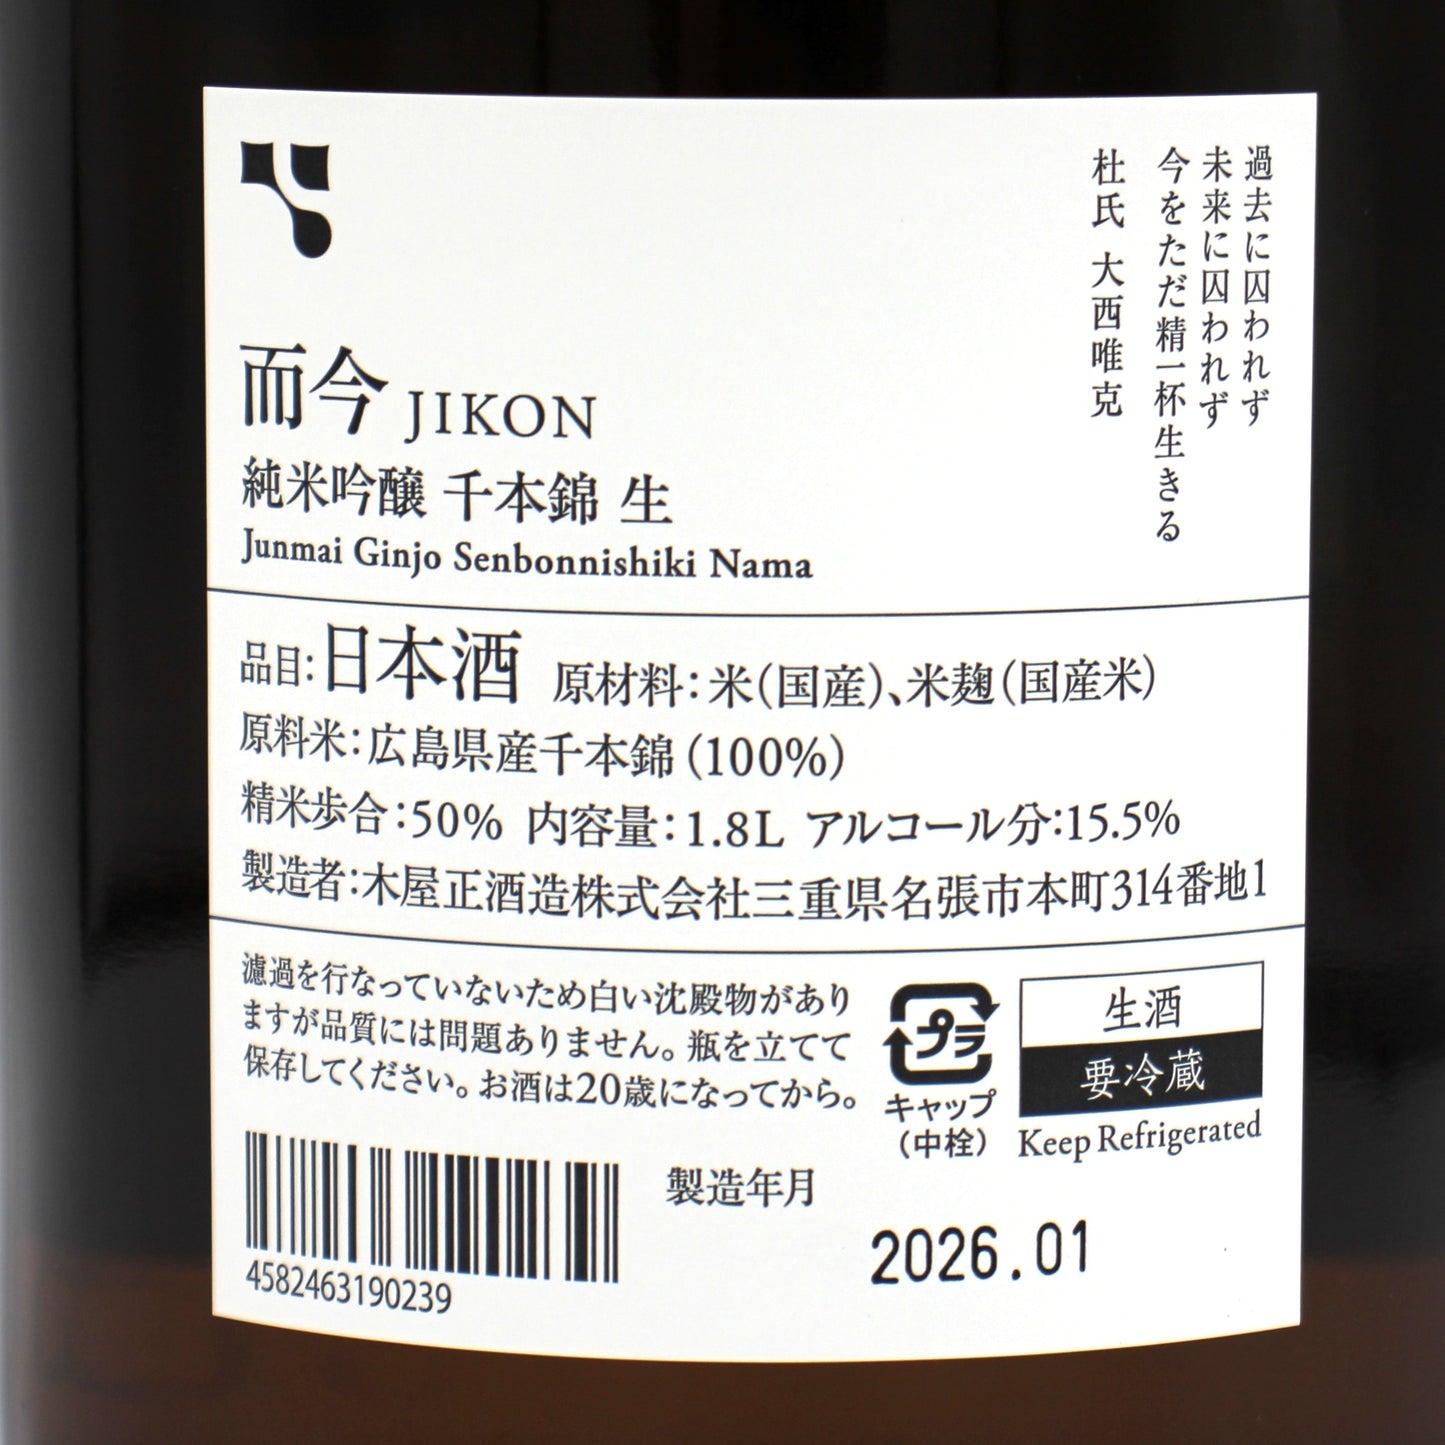 過去に囚われず
未来に囚われず
今をただ精一杯生きる
杜氏 大西唯克
而今 JIKON
純米吟醸 千本錦 生
Junmai Ginjo Senbonnishiki Nama
品目:日本酒 原材料:米(国産)、米麹(国産米)
原料米:広島県産千本錦(100%)
精米歩合:50% 内容量:1.8L アルコール分:15.5%
製造者:木屋正酒造株式会社三重県名張市本町314番地1
濾過を行なっていないため白い沈殿物があり
ますが品質には問題ありません。瓶を立てて
保存してください。お酒は20歳になってから。
プラ
キャップ
(中栓)
生酒
要冷蔵
Keep Refrigerated
4582463190239
製造年月
2026.01